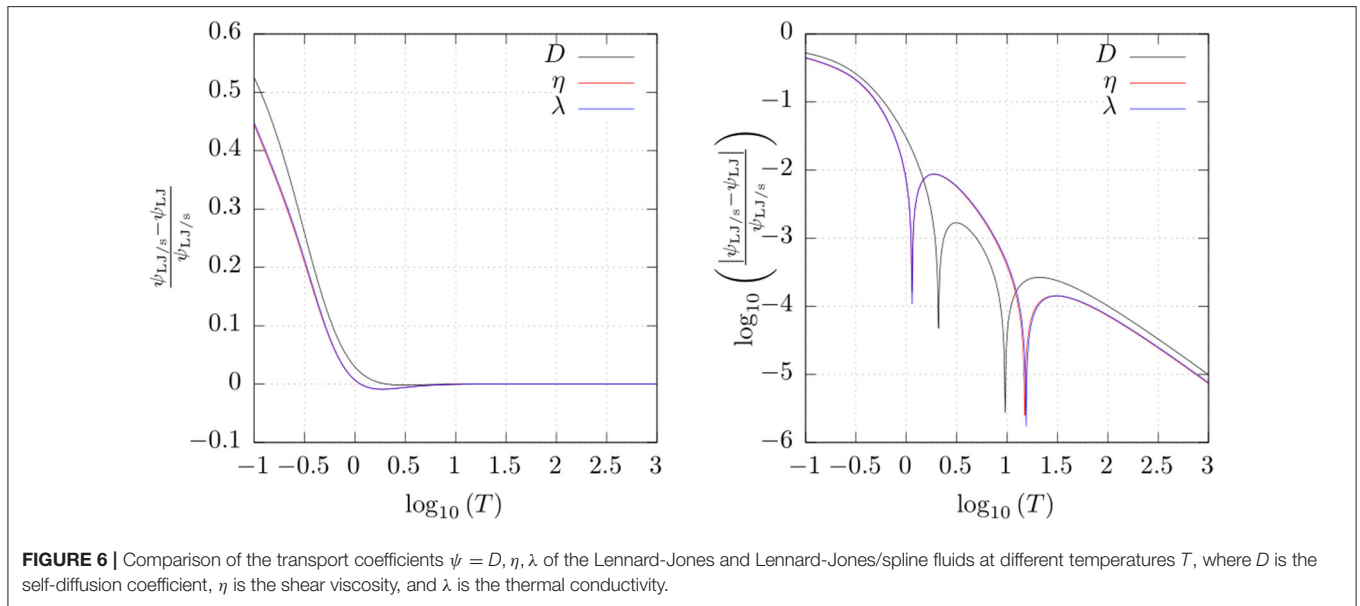 0.6
0.5
0.4
0.3
0.2
0.1
0
−0.1
−1 −0.5 0 0.5 1 1.5 2 2.5 3
log10 (T)
ψLJ/s−ψLJ
ψLJ/s
D
η
λ
0
−1
−2
−3
−4
−5
−6
−1 −0.5 0 0.5 1 1.5 2 2.5 3
log10 (T)
log10 ( |ψLJ/s−ψLJ|
ψLJ/s )
D
η
λ
FIGURE 6 | Comparison of the transport coefficients ψ = D, η, λ of the Lennard-Jones and Lennard-Jones/spline fluids at different temperatures T, where D is the
self-diffusion coefficient, η is the shear viscosity, and λ is the thermal conductivity.